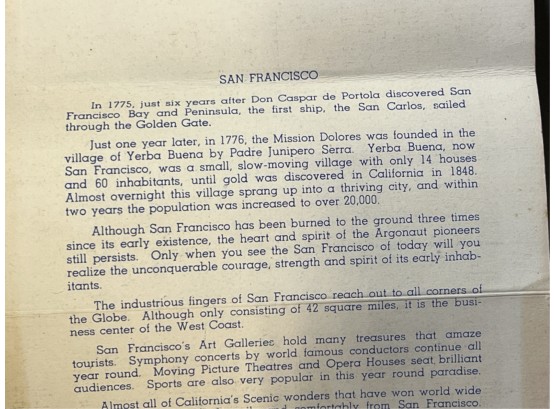 SAN FRANCISCO
In 1775, just six years after Don Caspar de Portola discovered San
Francisco Bay and Peninsula, the first ship, the San Carlos, sailed
through the Golden Gate.
Just one year later, in 1776, the Mission Dolores was founded in the
village of Yerba Buena by Padre Junipero Serra. Yerba Buena, now
San Francisco, was a small, slow-moving village with only 14 houses
and 60 inhabitants, until gold was discovered in California in 1848.
Almost overnight this village sprang up into a thriving city, and within
two years the population was increased to over 20,000.
Although San Francisco has been burned to the ground three times
since its early existence, the heart and spirit of the Argonaut pioneers
still persists. Only when you see the San Francisco of today will you
realize the unconquerable courage, strength and spirit of its early inhab-
itants.
The industrious fingers of San Francisco reach out to all corners of
the Globe. Although only consisting of 42 square miles, it is the busi-
ness center of the West Coast.
San Francisco's Art Galleries hold many treasures that amaze
tourists. Symphony concerts by world famous conductors continue all
year round. Moving Picture Theatres and Opera Houses seat brilliant
audiences. Sports are also very popular in this year round paradise.
Almost all of California's Scenic wonders that have won world wide
comfortably from San Francisco.